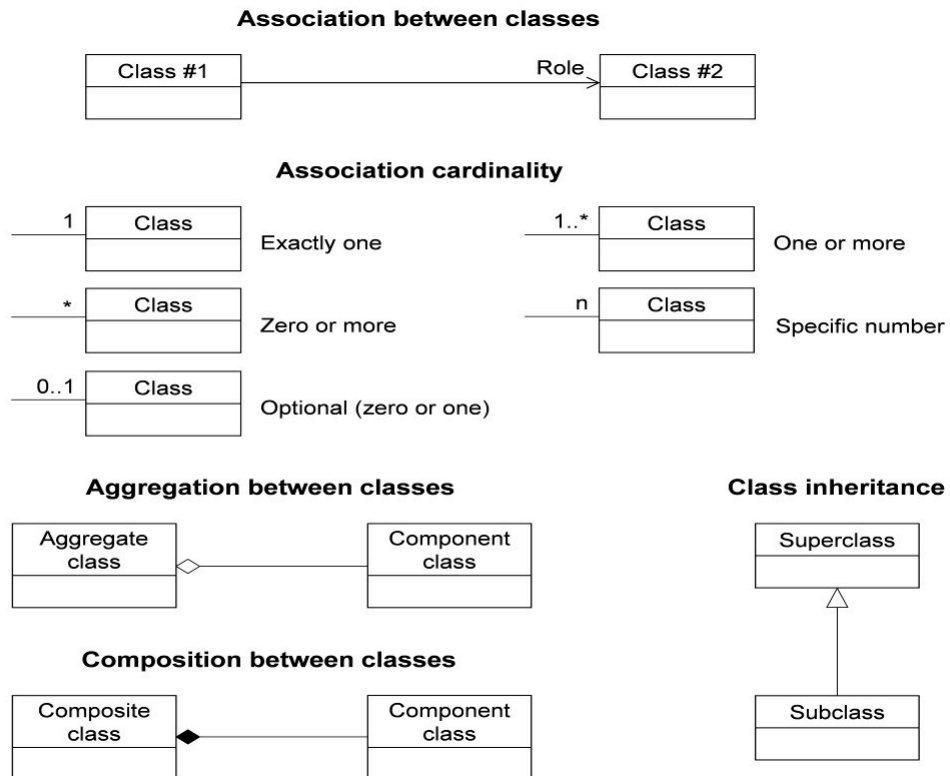 Association between classes
Class #1
Role
Class #2
Association cardinality
1
Class
Exactly one
1..*
Class
One or more
*
Class
Zero or more
n
Class
Specific number
0..1
Class
Optional (zero or one)
Aggregation between classes
Class inheritance
Aggregate
class
Component
class
Superclass
Composition between classes
Composite
class
Component
class
Subclass